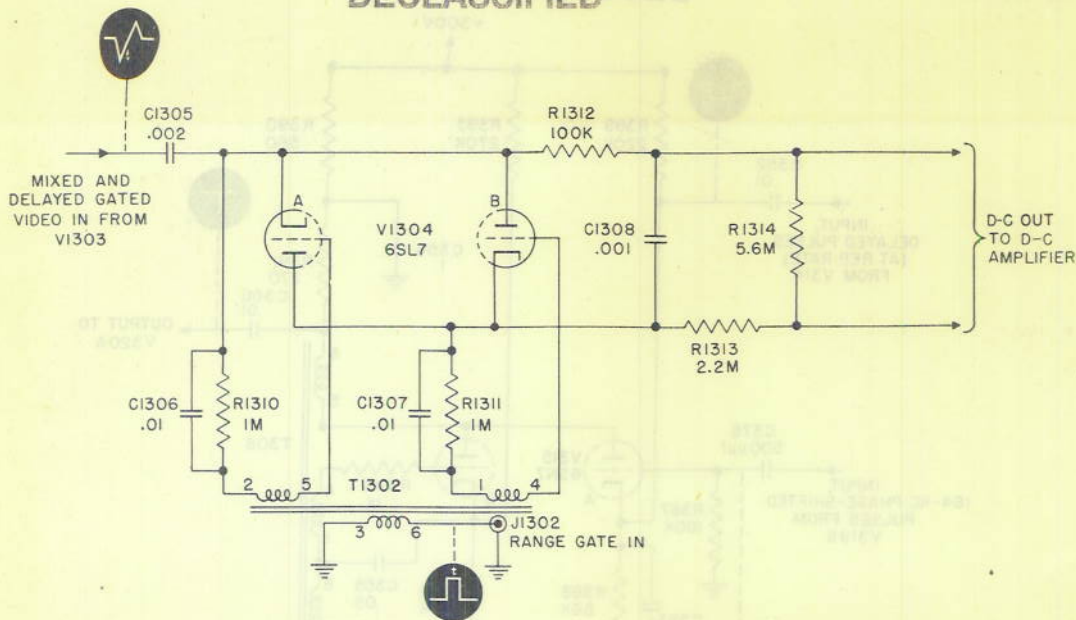 DECLASSIFIED
C1305
.002
MIXED AND
DELAYED GATED
VIDEO IN FROM
V1303
A
V1304
6SL7
B
R1312
100K
C1308
.001
R1314
5.6M
D-C OUT
TO D-C
AMPLIFIER
R1313
2.2M
C1306
.01
R1310
1M
C1307
.01
R1311
1M
2
5
T1302
1
4
3
6
J1302
RANGE GATE IN
t
t